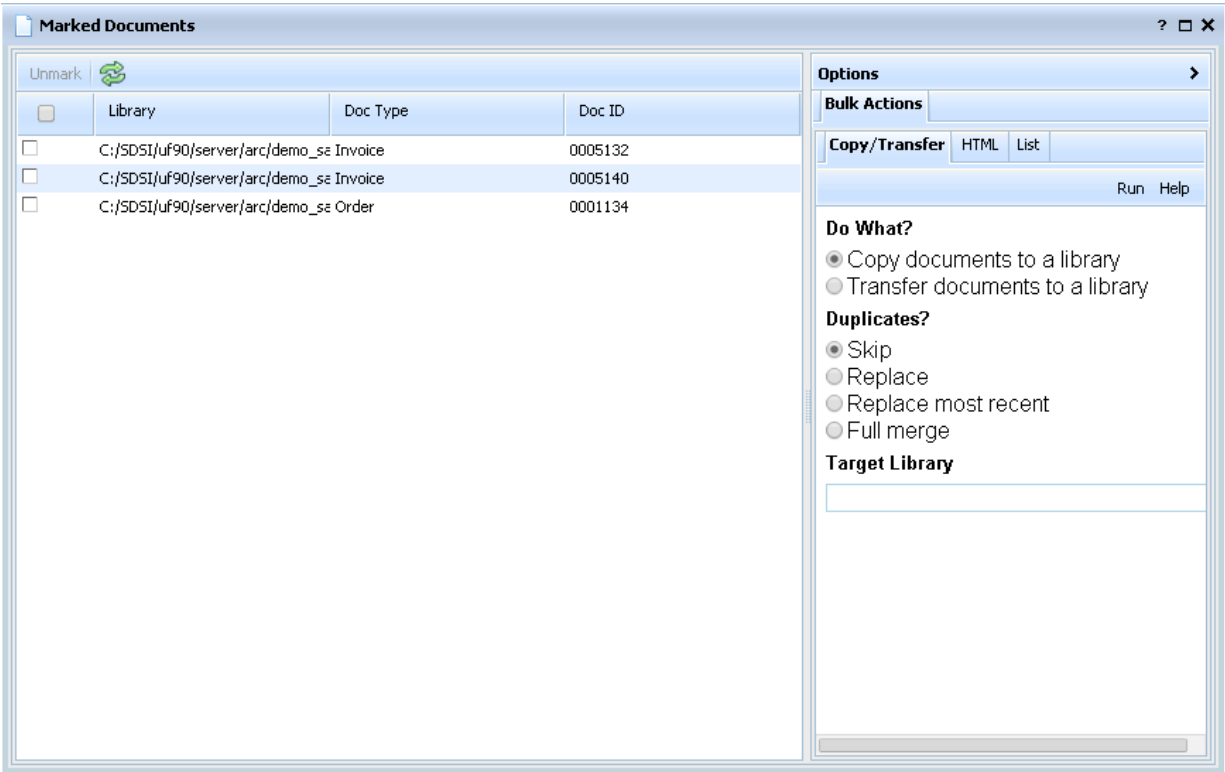 Marked Documents ?
Unmark
Library Doc Type Doc ID
C:/SDSI/uf90/server/arc/demo_sa Invoice 0005132
C:/SDSI/uf90/server/arc/demo_sa Invoice 0005140
C:/SDSI/uf90/server/arc/demo_sa Order 0001134
Options
Bulk Actions
Copy/Transfer HTML List
Run Help
Do What?
Copy documents to a library
Transfer documents to a library
Duplicates?
Skip
Replace
Replace most recent
Full merge
Target Library